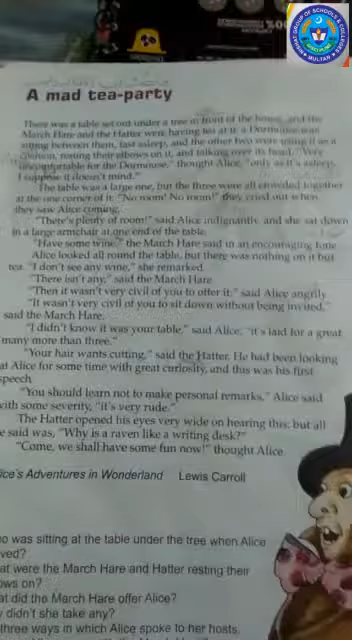 GROUP OF SCHOOLS & COLLEGES
MULTAN
A mad tea-party
There was a table set out under a tree in front of the house, and the
March Hare and the Hatter were having tea at it: a Dormouse was
sitting between them, fast asleep, and the other two were using it as a
cushion, resting their elbows on it, and talking over its head. "Very
uncomfortable for the Dormouse," thought Alice, "only as it's asleep,
I suppose it doesn't mind."
The table was a large one, but the three were all crowded together
at the one corner of it. "No room! No room!" they cried out when
they saw Alice coming.
"There's plenty of room!" said Alice indignantly, and she sat down
in a large armchair at one end of the table.
"Have some wine," the March Hare said in an encouraging tone
Alice looked all round the table, but there was nothing on it but
tea. "I don't see any wine," she remarked.
"There isn't any," said the March Hare.
"Then it wasn't very civil of you to offer it," said Alice angrily.
"It wasn't very civil of you to sit down without being invited,"
said the March Hare.
"I didn't know it was your table," said Alice, "it's laid for a great
many more than three."
"Your hair wants cutting," said the Hatter. He had been looking
at Alice for some time with great curiosity, and this was his first
speech
"You should learn not to make personal remarks," Alice said
with some severity, "it's very rude."
The Hatter opened his eyes very wide on hearing this; but all
e said was, "Why is a raven like a writing desk?"
"Come, we shall have some fun now!" thought Alice
ice's Adventures in Wonderland Lewis Carroll
o was sitting at the table under the tree when Alice
ved?
at were the March Hare and Hatter resting their
ows on?
at did the March Hare offer Alice?
y didn't she take any?
three ways in which Alice spoke to her hosts.